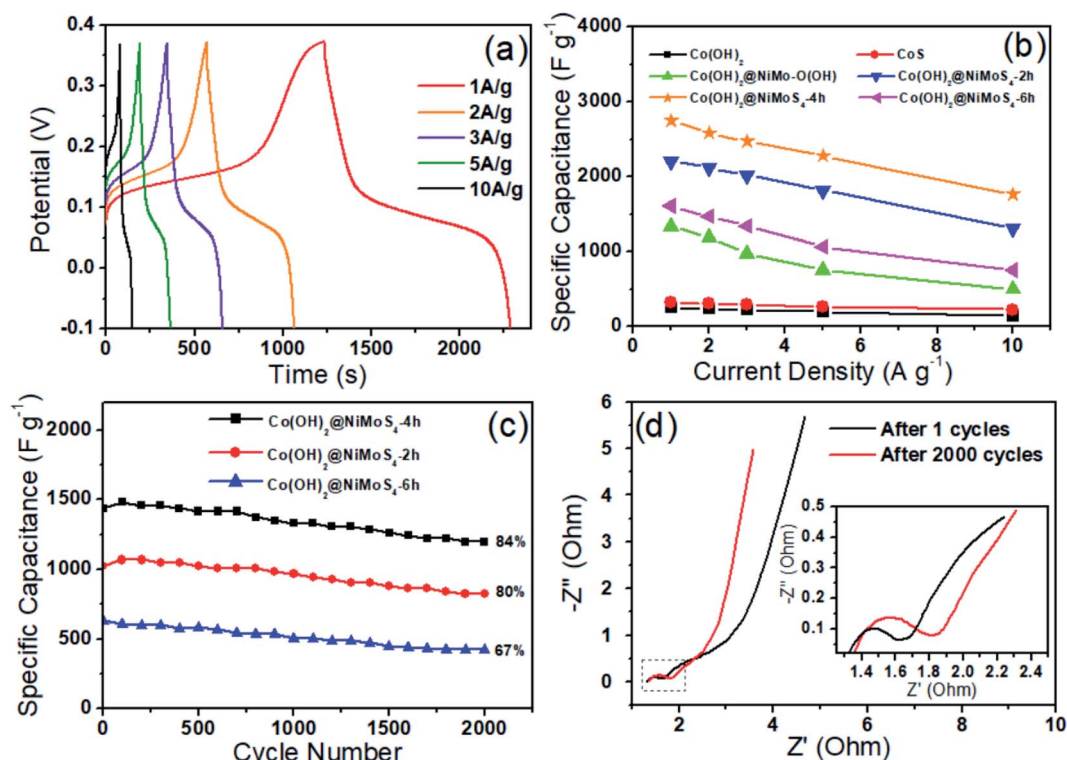 (a)
0.4
0.3
0.2
0.1
0.0
-0.1
Potential (V)
1A/g
2A/g
3A/g
5A/g
10A/g
0 500 1000 1500 2000
Time (s)
(b)
4000
3000
2000
1000
0
Specific Capacitance (F g⁻¹)
Co(OH)₂
CoS
Co(OH)₂@NiMo-O(OH)
Co(OH)₂@NiMoS₄-2h
Co(OH)₂@NiMoS₄-4h
Co(OH)₂@NiMoS₄-6h
0 2 4 6 8 10
Current Density (A g⁻¹)
(c)
2000
1500
1000
500
0
Specific Capacitance (F g⁻¹)
Co(OH)₂@NiMoS₄-4h
Co(OH)₂@NiMoS₄-2h
Co(OH)₂@NiMoS₄-6h
84%
80%
67%
0 500 1000 1500 2000
Cycle Number
(d)
6
5
4
3
2
1
0
-Z" (Ohm)
After 1 cycles
After 2000 cycles
0.5
0.4
0.3
0.2
0.1
-Z" (Ohm)
1.4 1.6 1.8 2.0 2.2 2.4
Z' (Ohm)
2 4 6 8 10
Z' (Ohm)